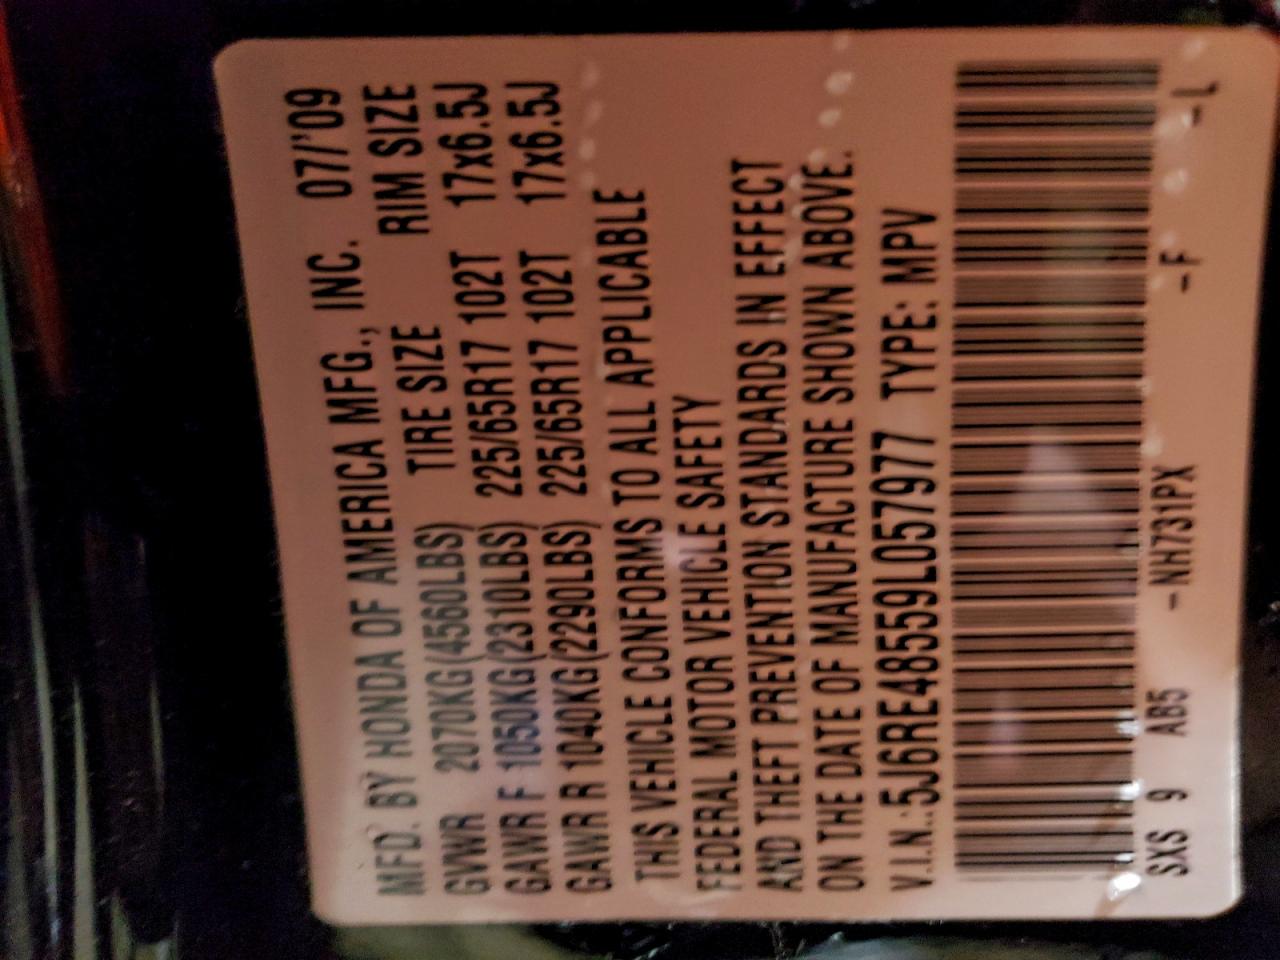 MFD. BY HONDA OF AMERICA MFG., INC. 07/'09
GVWR 2070KG(4560LBS) TIRE SIZE RIM SIZE
GAWR F 1050KG(2310LBS) 225/65R17 102T 17x6.5J
GAWR R 1040KG(2290LBS) 225/65R17 102T 17x6.5J
THIS VEHICLE CONFORMS TO ALL APPLICABLE
FEDERAL MOTOR VEHICLE SAFETY
AND THEFT PREVENTION STANDARDS IN EFFECT
ON THE DATE OF MANUFACTURE SHOWN ABOVE.
V.I.N.:5J6RE48559L057977 TYPE: MPV
SXS 9 AB5 -NH731PX -F -L